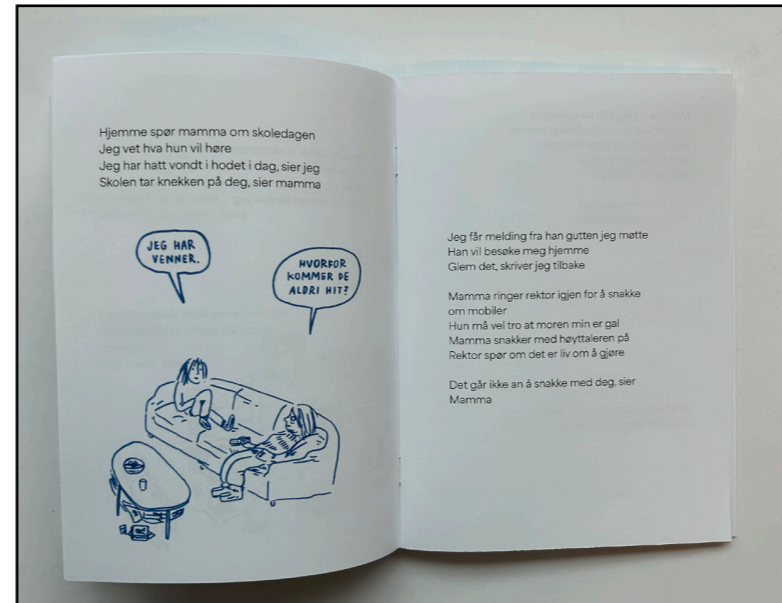 Hjemme spør mamma om skoledagen
Jeg vet hva hun vil høre
Jeg har hatt vondt i hodet i dag, sier jeg
Skolen tar knekken på deg, sier mamma
JEG HAR
VENNER.
HVORFOR
KOMMER DE
ALDRI HIT?
Jeg får melding fra han gutten jeg møtte
Han vil besøke meg hjemme
Glem det, skriver jeg tilbake
Mamma ringer rektor igjen for å snakke
om mobiler
Hun må vel tro at moren min er gal
Mamma snakker med høyttaleren på
Rektor spør om det er liv om å gjøre
Det går ikke an å snakke med deg, sier
Mamma